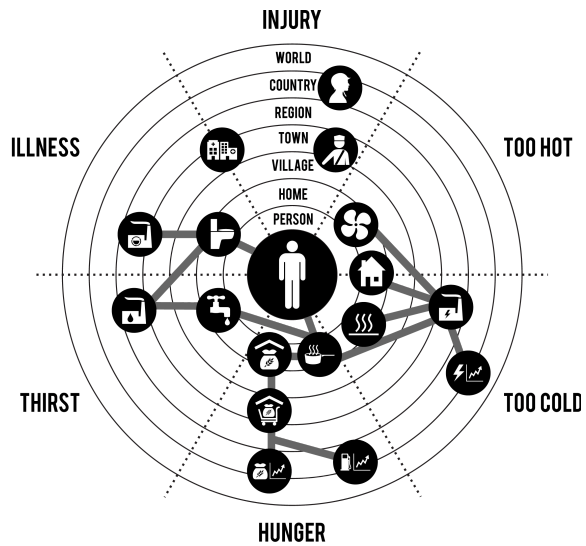 INJURY
WORLD
COUNTRY
REGION
TOWN
VILLAGE
HOME
PERSON
ILLNESS
TOO HOT
THIRST
TOO COLD
HUNGER